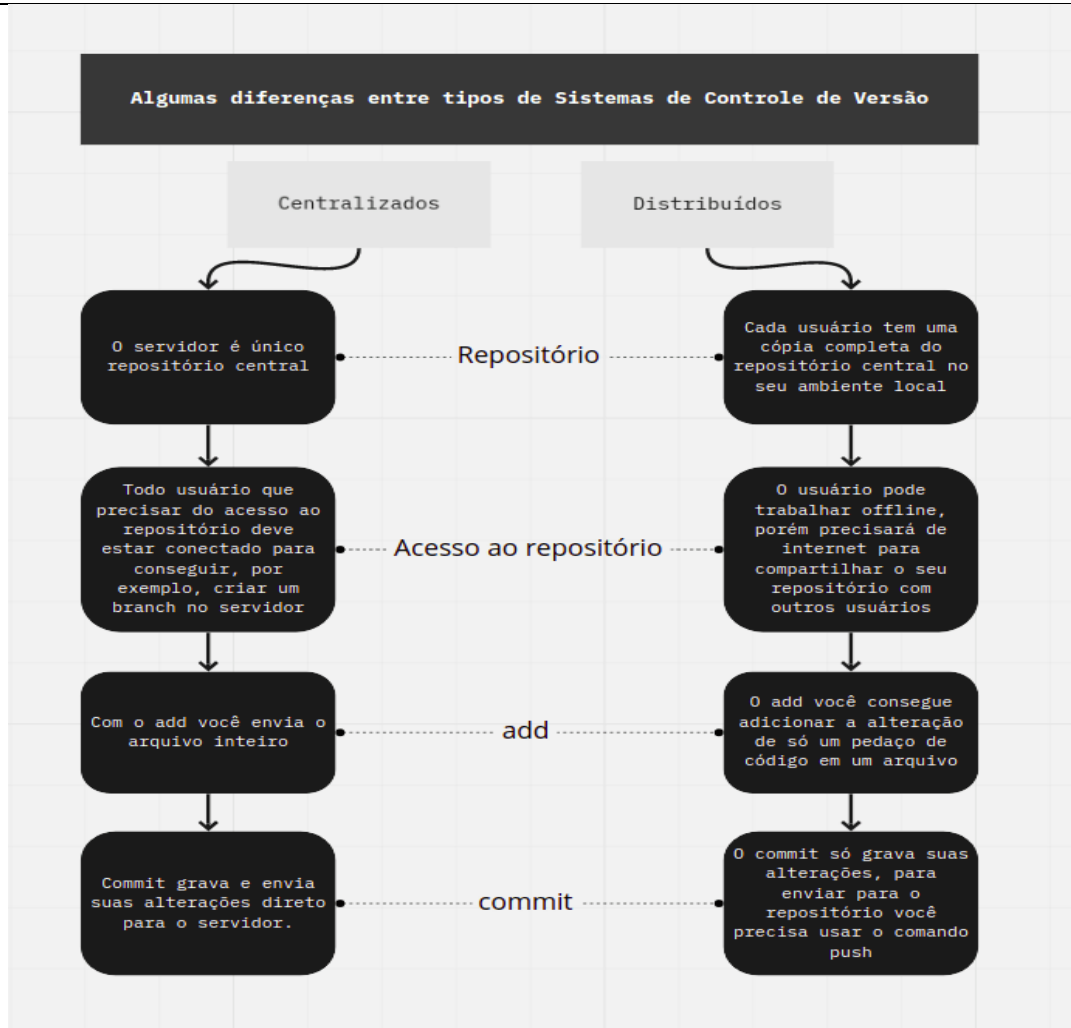 Algumas diferenças entre tipos de Sistemas de Controle de Versão
Centralizados
Distribuídos
O servidor é único
repositório central
Repositório
Cada usuário tem uma
cópia completa do
repositório central no
seu ambiente local
Todo usuário que
precisar do acesso ao
repositório deve
estar conectado para
conseguir, por
exemplo, criar um
branch no servidor
Acesso ao repositório
O usuário pode
trabalhar offline,
porém precisará de
internet para
compartilhar o seu
repositório com
outros usuários
Com o add você envia o
arquivo inteiro
add
O add você consegue
adicionar a alteração
de só um pedaço de
código em um arquivo
Commit grava e envia
suas alterações direto
para o servidor.
commit
O commit só grava suas
alterações, para
enviar para o
repositório você
precisa usar o comando
push